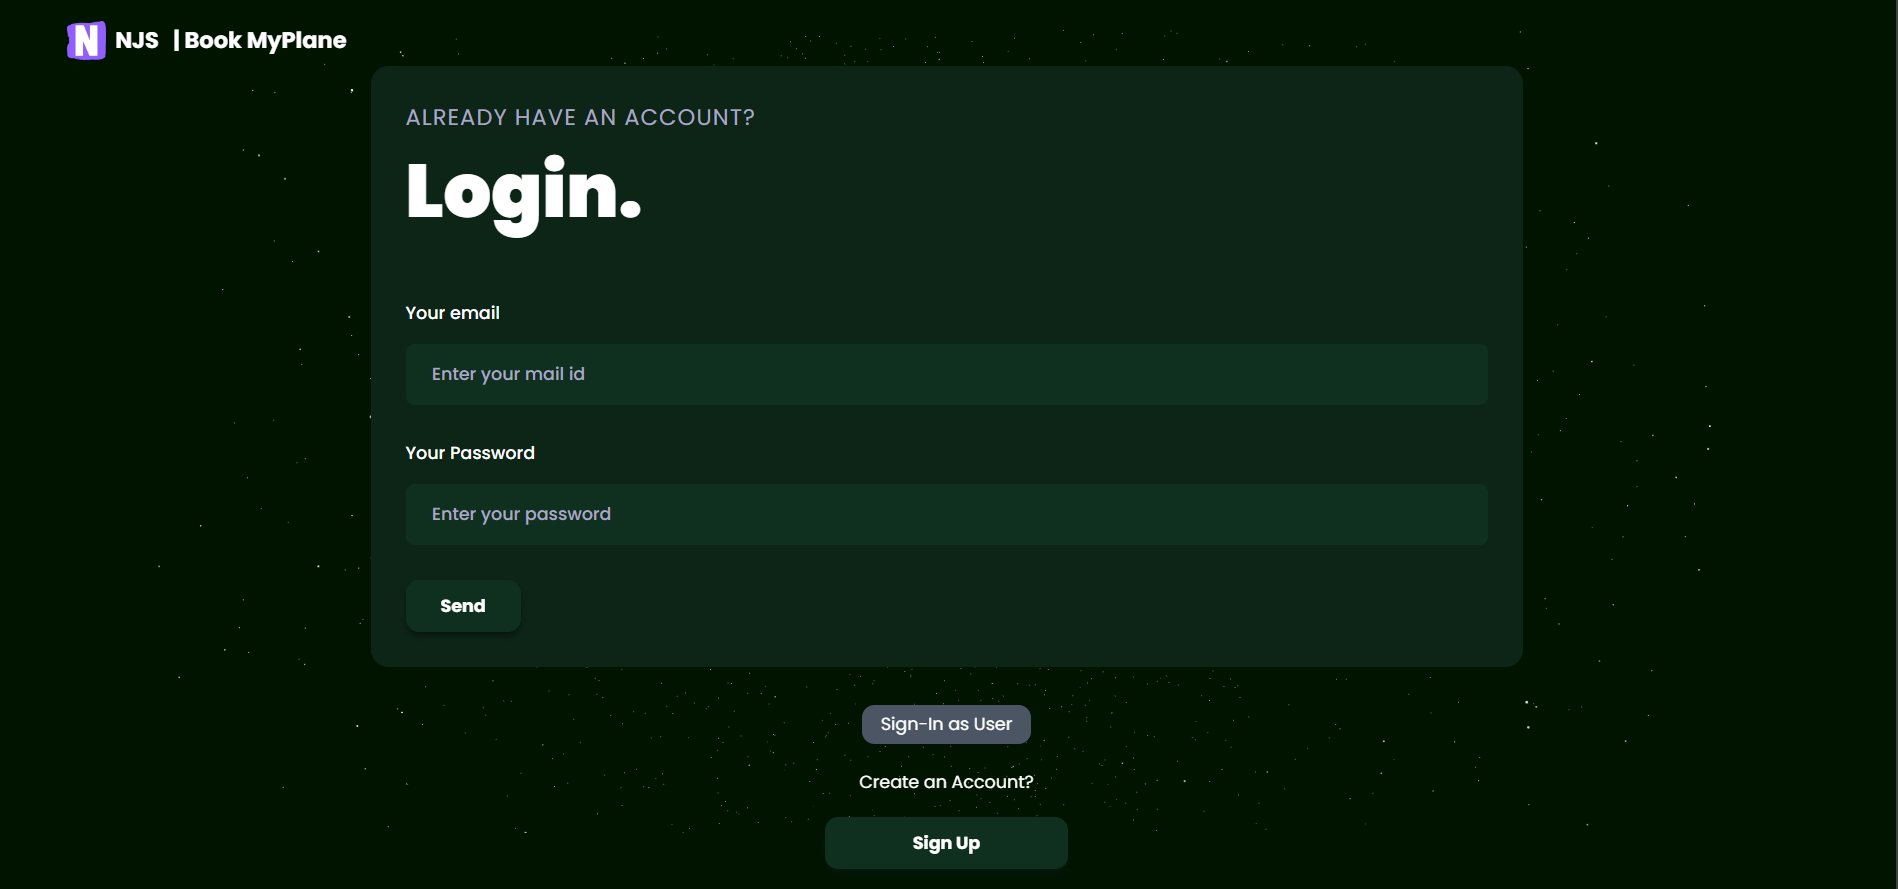 N NJS | Book MyPlane
ALREADY HAVE AN ACCOUNT?
Login.
Your email
Enter your mail id
Your Password
Enter your password
Send
Sign-In as User
Create an Account?
Sign Up